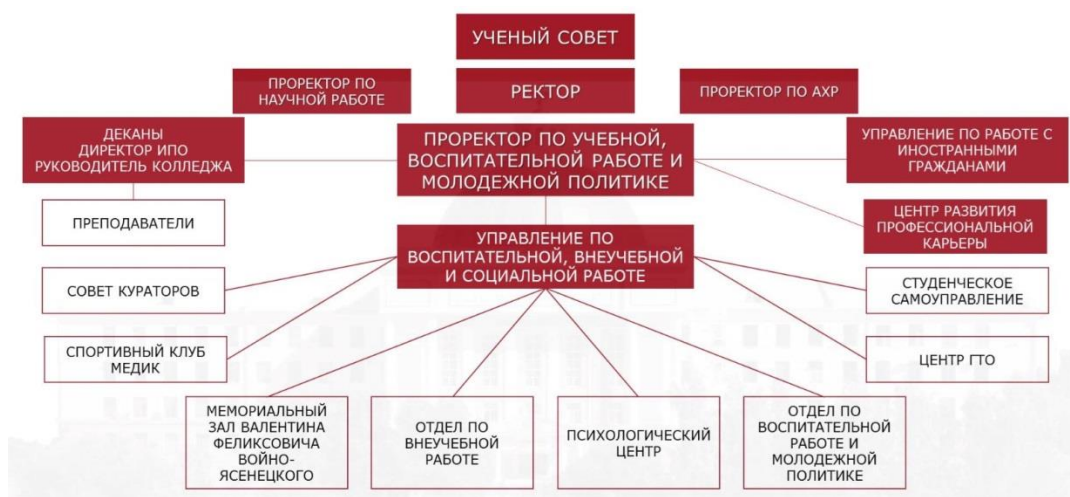 УЧЕНЫЙ СОВЕТ
ПРОРЕКТОР ПО
НАУЧНОЙ РАБОТЕ
РЕКТОР
ПРОРЕКТОР ПО АХР
ДЕКАНЫ
ДИРЕКТОР ИПО
РУКОВОДИТЕЛЬ КОЛЛЕДЖА
ПРОРЕКТОР ПО УЧЕБНОЙ,
ВОСПИТАТЕЛЬНОЙ РАБОТЕ И
МОЛОДЕЖНОЙ ПОЛИТИКЕ
УПРАВЛЕНИЕ ПО РАБОТЕ С
ИНОСТРАННЫМИ
ГРАЖДАНАМИ
ПРЕПОДАВАТЕЛИ
УПРАВЛЕНИЕ ПО
ВОСПИТАТЕЛЬНОЙ, ВНЕУЧЕБНОЙ
И СОЦИАЛЬНОЙ РАБОТЕ
ЦЕНТР РАЗВИТИЯ
ПРОФЕССИОНАЛЬНОЙ
КАРЬЕРЫ
СОВЕТ КУРАТОРОВ
СТУДЕНЧЕСКОЕ
САМОУПРАВЛЕНИЕ
СПОРТИВНЫЙ КЛУБ
МЕДИК
ЦЕНТР ГТО
МЕМОРИАЛЬНЫЙ
ЗАЛ ВАЛЕНТИНА
ФЕЛИКСОВИЧА
ВОЙНО-
ЯСЕНЕЦКОГО
ОТДЕЛ ПО
ВНЕУЧЕБНОЙ
РАБОТЕ
ПСИХОЛОГИЧЕСКИЙ
ЦЕНТР
ОТДЕЛ ПО
ВОСПИТАТЕЛЬНОЙ
РАБОТЕ И
МОЛОДЕЖНОЙ
ПОЛИТИКЕ